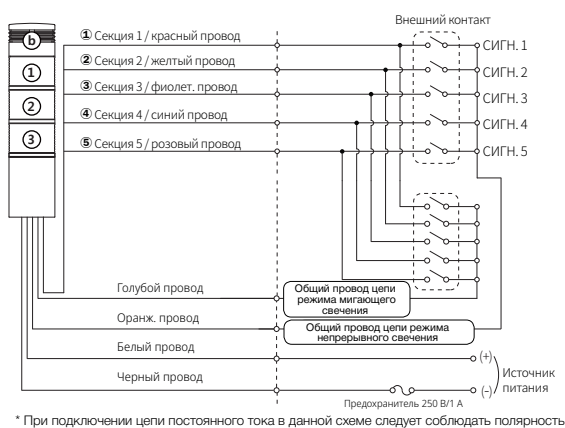 Внешний контакт
b
① Секция 1 / красный провод
СИГН. 1
1
② Секция 2 / желтый провод
СИГН. 2
③ Секция 3 / фиолет. провод
СИГН. 3
2
④ Секция 4 / синий провод
СИГН. 4
3
⑤ Секция 5 / розовый провод
СИГН. 5
Голубой провод
Общий провод цепи
режима мигающего
свечения
Оранж. провод
Общий провод цепи режима
непрерывного свечения
Белый провод
(+)
Источник
питания
Черный провод
(-)
Предохранитель 250 В/1 А
* При подключении цепи постоянного тока в данной схеме следует соблюдать полярность